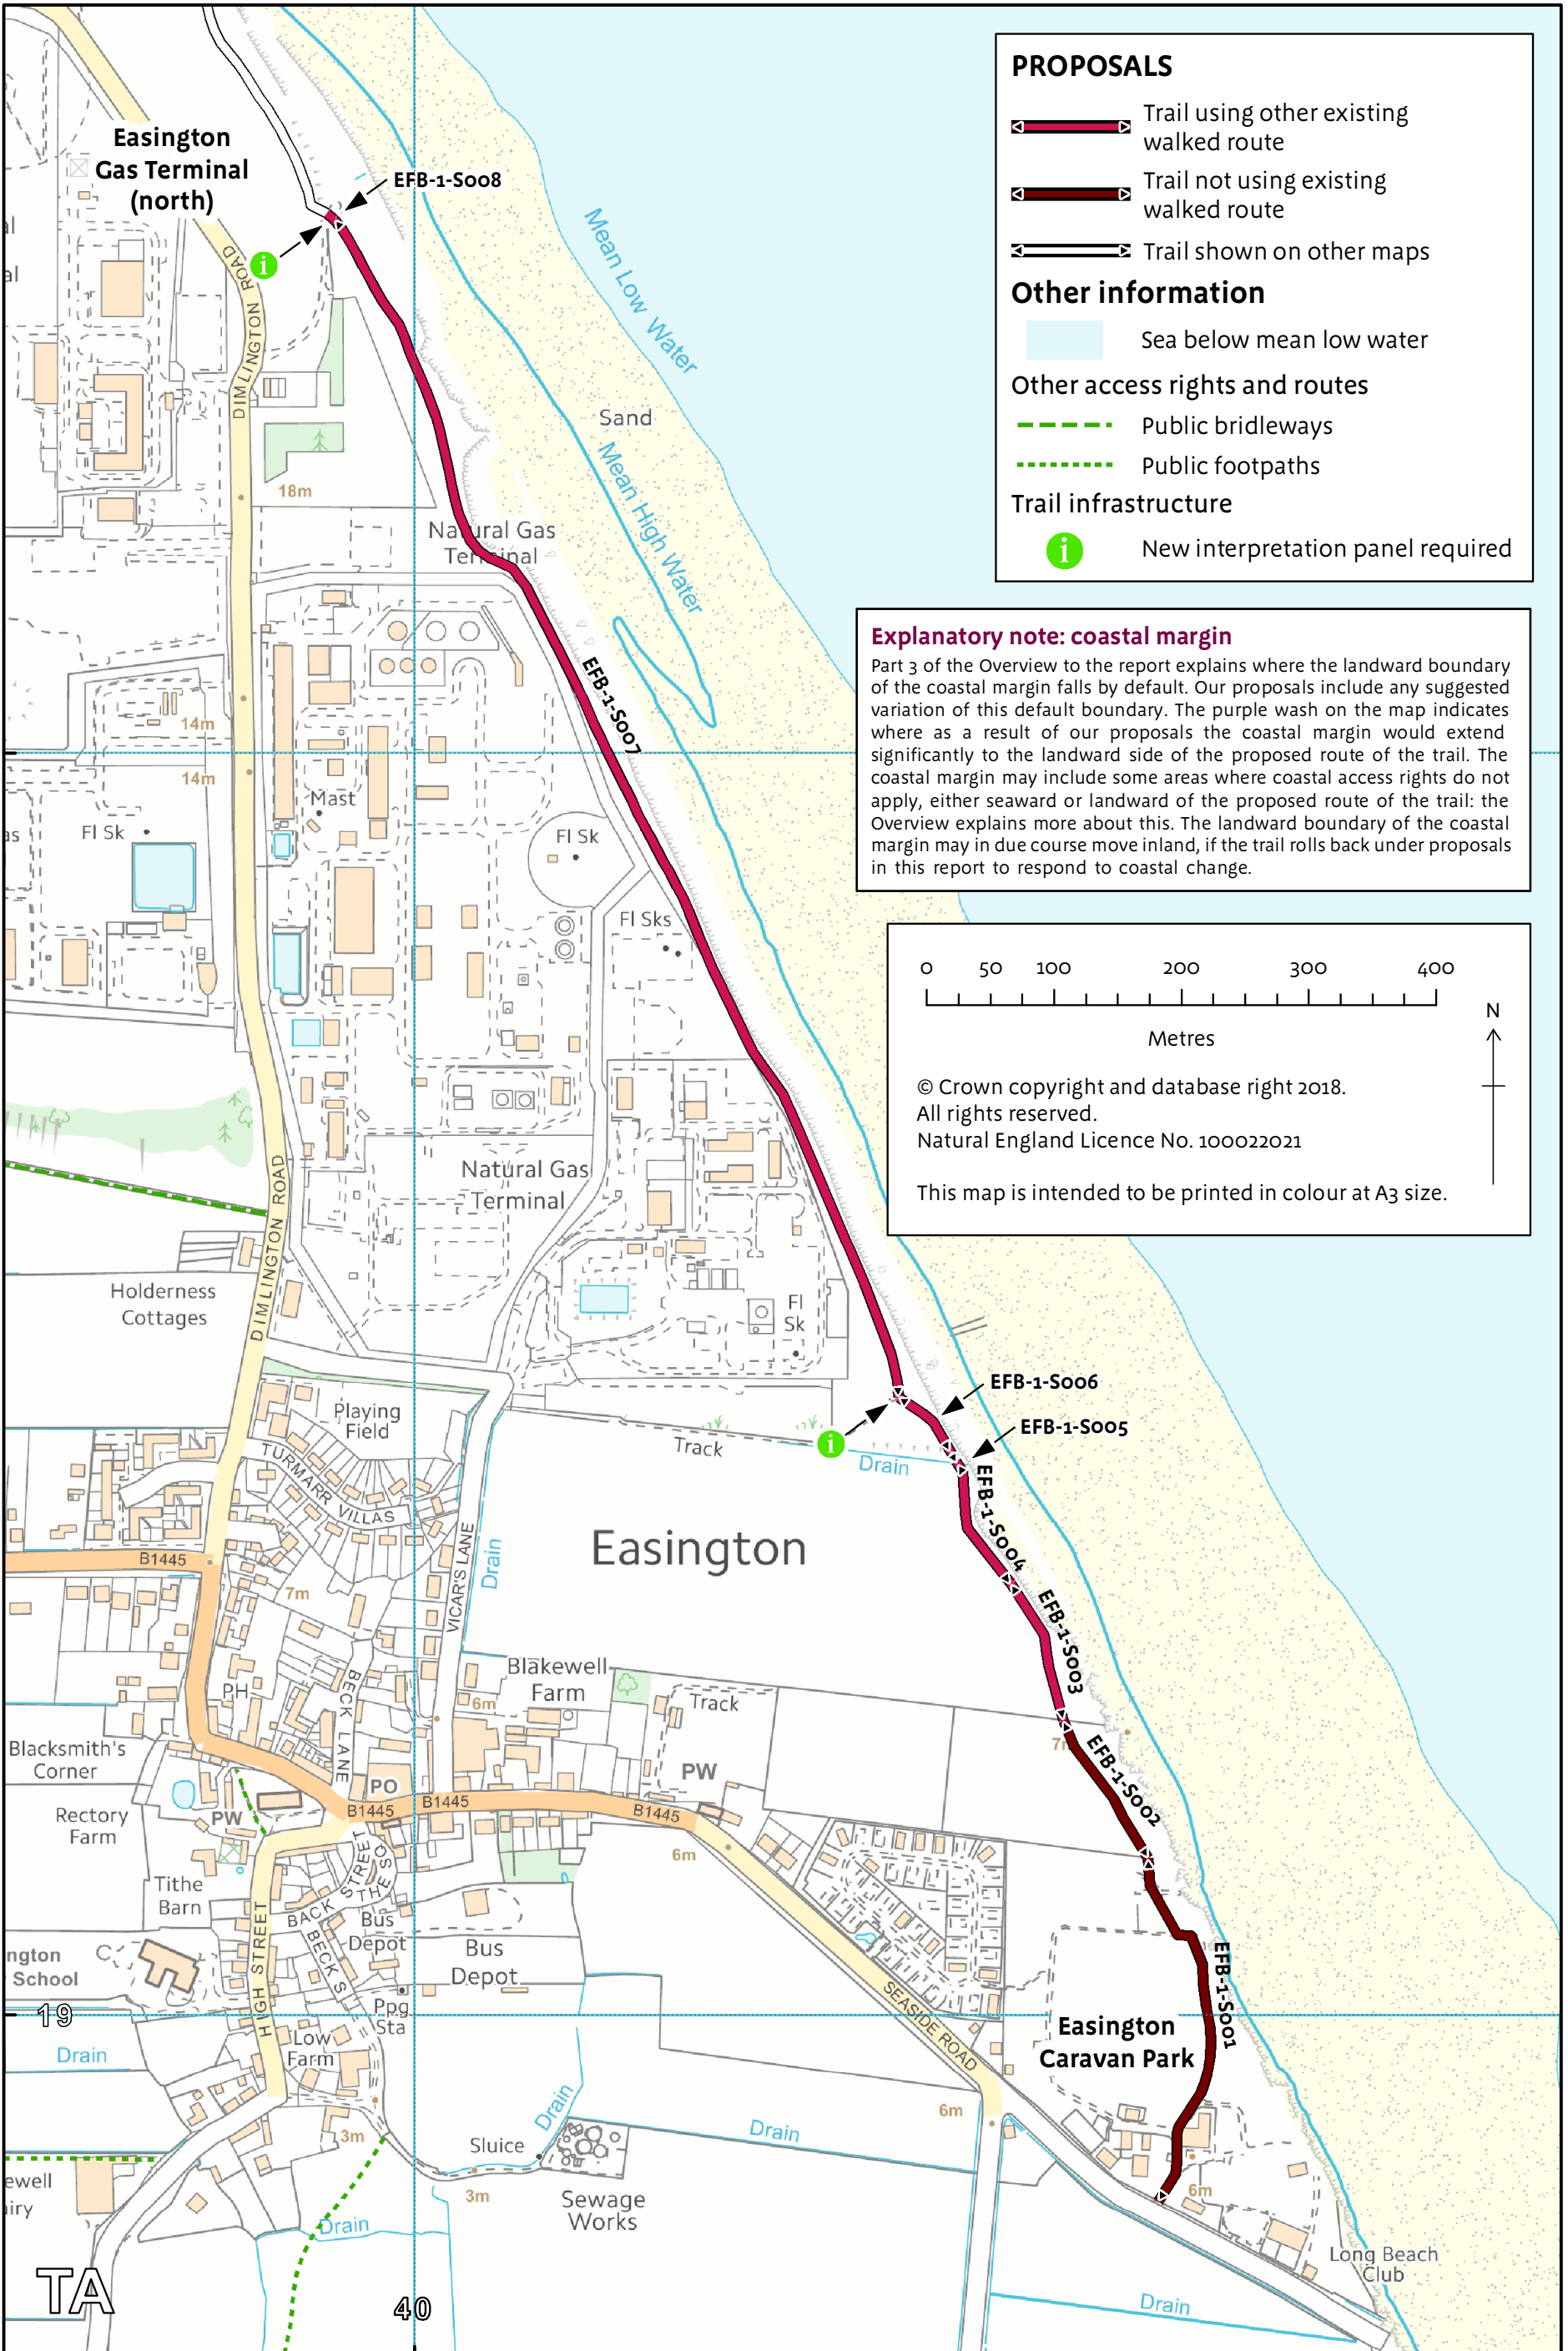 PROPOSALS
Trail using other existing
walked route
Trail not using existing
walked route
Trail shown on other maps
Other information
Sea below mean low water
Other access rights and routes
Public bridleways
Public footpaths
Trail infrastructure
i New interpretation panel required
Explanatory note: coastal margin
Part 3 of the Overview to the report explains where the landward boundary
of the coastal margin falls by default. Our proposals include any suggested
variation of this default boundary. The purple wash on the map indicates
where as a result of our proposals the coastal margin would extend
significantly to the landward side of the proposed route of the trail. The
coastal margin may include some areas where coastal access rights do not
apply, either seaward or landward of the proposed route of the trail: the
Overview explains more about this. The landward boundary of the coastal
margin may in due course move inland, if the trail rolls back under proposals
in this report to respond to coastal change.
0 50 100 200 300 400
Metres
N
© Crown copyright and database right 2018.
All rights reserved.
Natural England Licence No. 100022021
This map is intended to be printed in colour at A3 size.
Easington
Gas Terminal
(north)
EFB-1-S008
i
DIMLINGTON ROAD
Mean Low Water
Sand
Mean High Water
18m
Natural Gas
Terminal
EFB-1-S007
14m
14m
Mast
Fl Sk
Fl Sk
Fl Sks
Natural Gas
Terminal
DIMLINGTON ROAD
Holderness
Cottages
Fl
Sk
EFB-1-S006
EFB-1-S005
i
Playing
Field
Track
Drain
TURMARR VILLAS
EFB-1-S004
Easington
VICAR'S LANE
Drain
B1445
7m
EFB-1-S003
PH
BECK LANE
6m
Blakewell
Farm
Track
7m
EFB-1-S002
Blacksmith's
Corner
PO
PW
B1445
B1445
B1445
Rectory
Farm
PW
6m
Tithe
Barn
BACK STREET
Bus
Depot
Bus
Depot
School
HIGH STREET
Ppg
Sta
SEASIDE ROAD
EFB-1-S001
19
Low
Farm
Drain
Easington
Caravan Park
6m
Drain
Drain
3m
Sluice
3m
Sewage
Works
6m
Drain
Long Beach
Club
Drain
TA
40